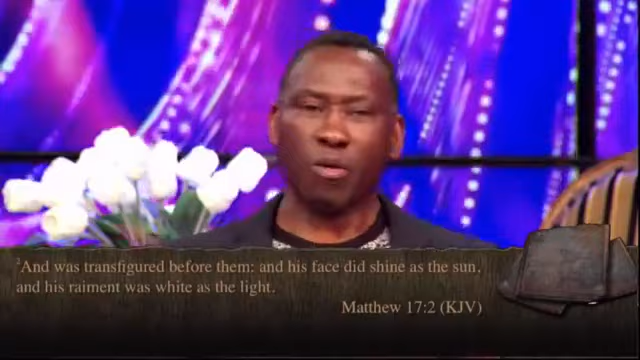 ²And was transfigured before them: and his face did shine as the sun,
and his raiment was white as the light.
Matthew 17:2 (KJV)